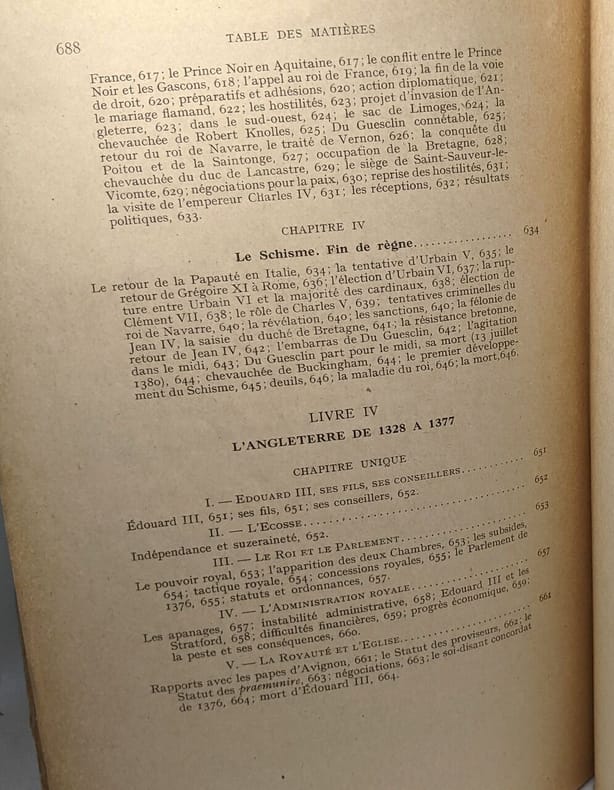 688
TABLE DES MATIÈRES
France, 617; le Prince Noir en Aquitaine, 617; le conflit entre le Prince
Noir et les Gascons, 618; l'appel au roi de France, 619; la fin de la voie
de droit, 620; préparatifs et adhésions, 620; action diplomatique, 621;
le mariage flamand, 622; les hostilités, 623; projet d'invasion de l'An-
gleterre, 623; dans le sud-ouest, 624; le sac de Limoges, 624; la
chevauchée de Robert Knolles, 625; Du Guesclin connétable, 625;
retour du roi de Navarre, le traité de Vernon, 626; la conquête du
Poitou et de la Saintonge, 627; occupation de la Bretagne, 628;
chevauchée du duc de Lancastre, 629; le siège de Saint-Sauveur-le-
Vicomte, 629; négociations pour la paix, 630; reprise des hostilités, 631;
la visite de l'empereur Charles IV, 631; les réceptions, 632; résultats
politiques, 633.
CHAPITRE IV
Le Schisme. Fin de règne................. 634
Le retour de la Papauté en Italie, 634; la tentative d'Urbain V, 635; le
retour de Grégoire XI à Rome, 636; l'élection d'Urbain VI, 637; la rup-
ture entre Urbain VI et la majorité des cardinaux, 638; élection de
Clément VII, 638; le rôle de Charles V, 639; tentatives criminelles du
roi de Navarre, 640; la révélation, 640; les sanctions, 640; la félonie de
Jean IV, la saisie du duché de Bretagne, 641; la résistance bretonne,
retour de Jean IV, 642; l'embarras de Du Guesclin, 642; l'agitation
dans le midi, 643; Du Guesclin part pour le midi, sa mort (13 juillet
1380), 644; chevauchée de Buckingham, 644; le premier développe-
ment du Schisme, 645; deuils, 646; la maladie du roi, 646; la mort, 646.
LIVRE IV
L'ANGLETERRE DE 1328 A 1377
CHAPITRE UNIQUE
I. — EDOUARD III, SES FILS, SES CONSEILLERS.......... 651
Édouard III, 651; ses fils, 651; ses conseillers, 652.
II. — L'ECOSSE................................ 652
Indépendance et suzeraineté, 652.
III. — LE ROI ET LE PARLEMENT.................. 653
Le pouvoir royal, 653; l'apparition des deux Chambres, 653; les subsides,
654; tactique royale, 654; concessions royales, 655; le Parlement de
1376, 655; statuts et ordonnances, 657.
IV. — L'ADMINISTRATION ROYALE................ 657
Les apanages, 657; instabilité administrative, 658; Edouard III et les
Stratford, 658; difficultés financières, 659; progrès économique, 659;
la peste et ses conséquences, 660.
V. — LA ROYAUTÉ ET L'EGLISE.................. 661
Rapports avec les papes d'Avignon, 661; le Statut des proviseurs, 662; le
Statut des praemunire, 663; négociations, 663; le soi-disant concordat
de 1376, 664; mort d'Édouard III, 664.